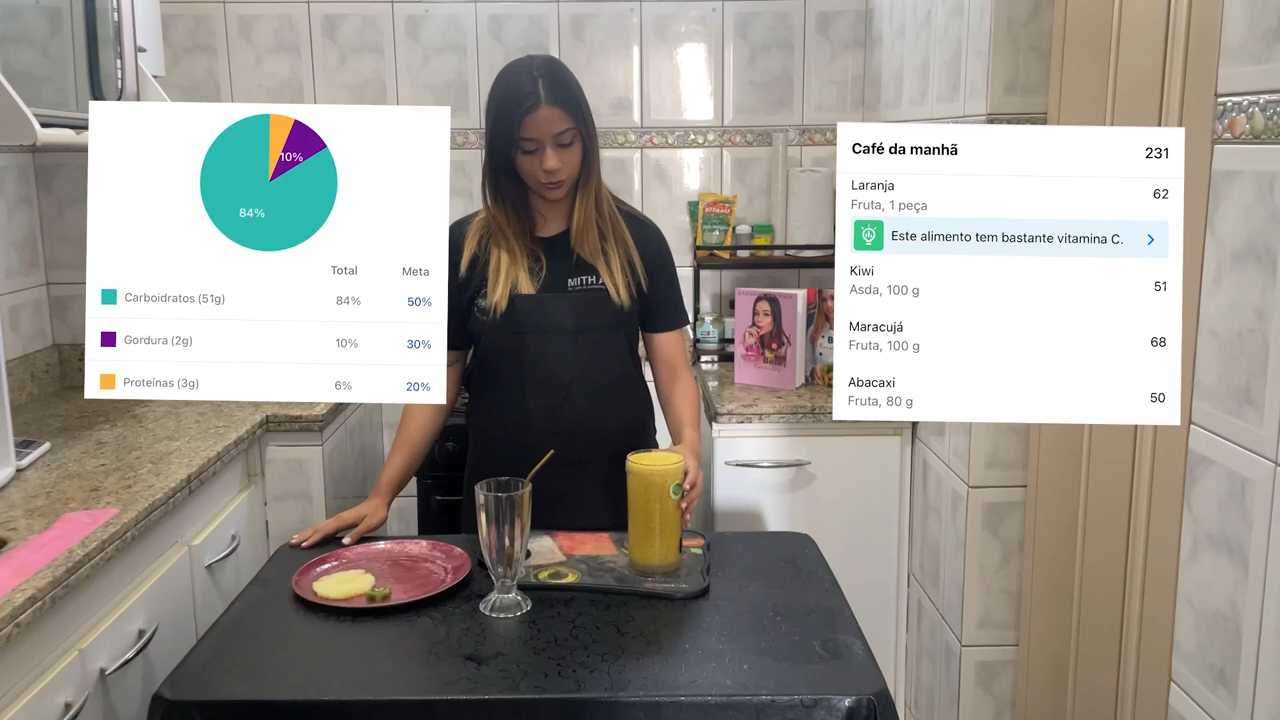 10%
84%
Total Meta
Carboidratos (51g) 84% 50%
Gordura (2g) 10% 30%
Proteínas (3g) 6% 20%
MITH
Café da manhã 231
Laranja 62
Fruta, 1 peça
Este alimento tem bastante vitamina C.
Kiwi 51
Asda, 100 g
Maracujá 68
Fruta, 100 g
Abacaxi 50
Fruta, 80 g